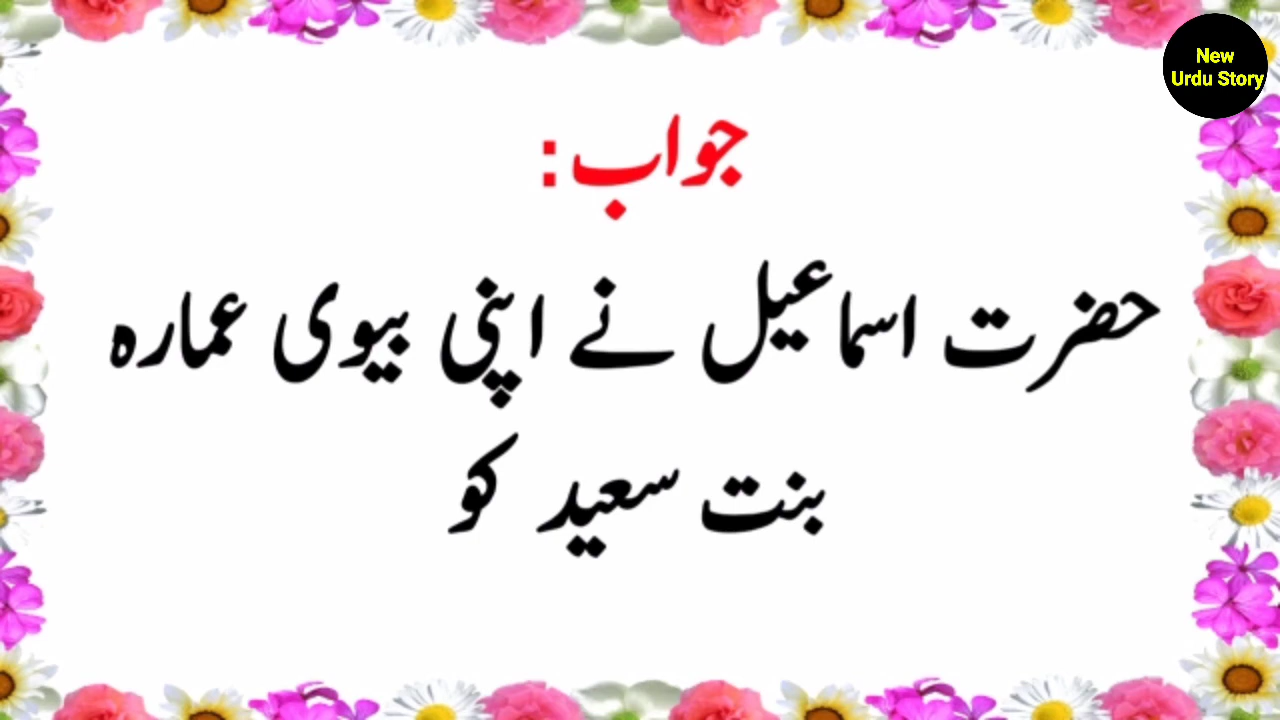 New
Urdu Story
جواب:
حضرت اسماعیل نے اپنی بیوی عمارہ
بنت سعید کو